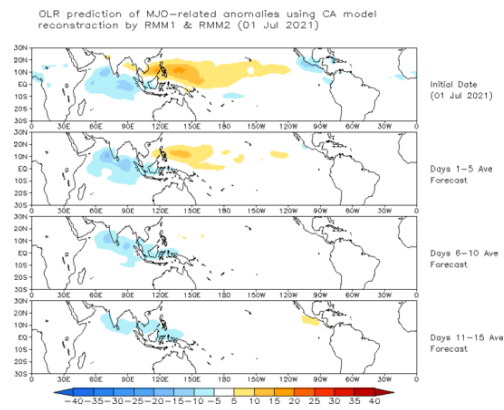 OLR prediction of MJO-related anomalies using CA model
reconstraction by RMM1 & RMM2 (01 Jul 2021)
30N
20N
10N
EQ
10S
20S
30S
0 30E 60E 90E 120E 150E 180 150W 120W 90W 60W 30W 0
Initial Date
(01 Jul 2021)
30N
20N
10N
EQ
10S
20S
30S
0 30E 60E 90E 120E 150E 180 150W 120W 90W 60W 30W 0
Days 1-5 Ave
Forecast
30N
20N
10N
EQ
10S
20S
30S
0 30E 60E 90E 120E 150E 180 150W 120W 90W 60W 30W 0
Days 6-10 Ave
Forecast
30N
20N
10N
EQ
10S
20S
30S
0 30E 60E 90E 120E 150E 180 150W 120W 90W 60W 30W 0
Days 11-15 Ave
Forecast
-40 -35 -30 -25 -20 -15 -10 -5 5 10 15 20 25 30 35 40